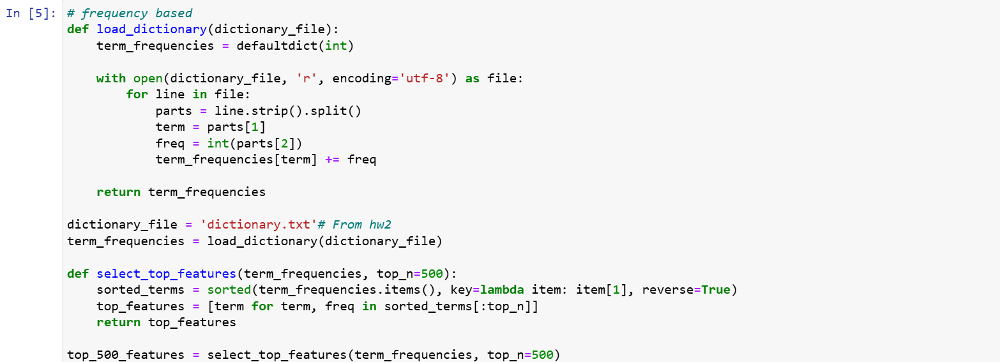 In [5]: # frequency based
def load_dictionary(dictionary_file):
    term_frequencies = defaultdict(int)

    with open(dictionary_file, 'r', encoding='utf-8') as file:
        for line in file:
            parts = line.strip().split()
            term = parts[1]
            freq = int(parts[2])
            term_frequencies[term] += freq

    return term_frequencies

dictionary_file = 'dictionary.txt'# From hw2
term_frequencies = load_dictionary(dictionary_file)

def select_top_features(term_frequencies, top_n=500):
    sorted_terms = sorted(term_frequencies.items(), key=lambda item: item[1], reverse=True)
    top_features = [term for term, freq in sorted_terms[:top_n]]
    return top_features

top_500_features = select_top_features(term_frequencies, top_n=500)